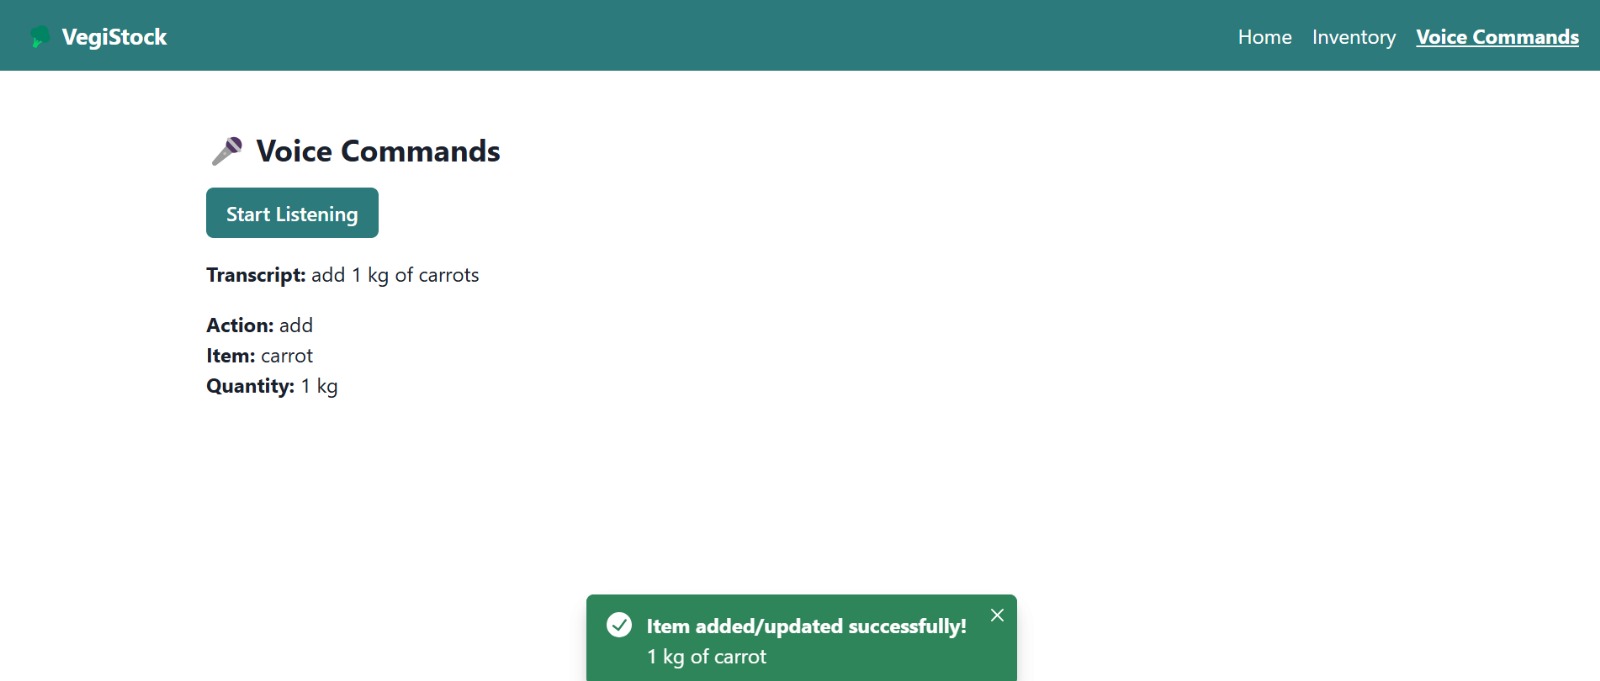 VegiStock
Home Inventory Voice Commands
Voice Commands
Start Listening
Transcript: add 1 kg of carrots
Action: add
Item: carrot
Quantity: 1 kg
Item added/updated successfully!
1 kg of carrot